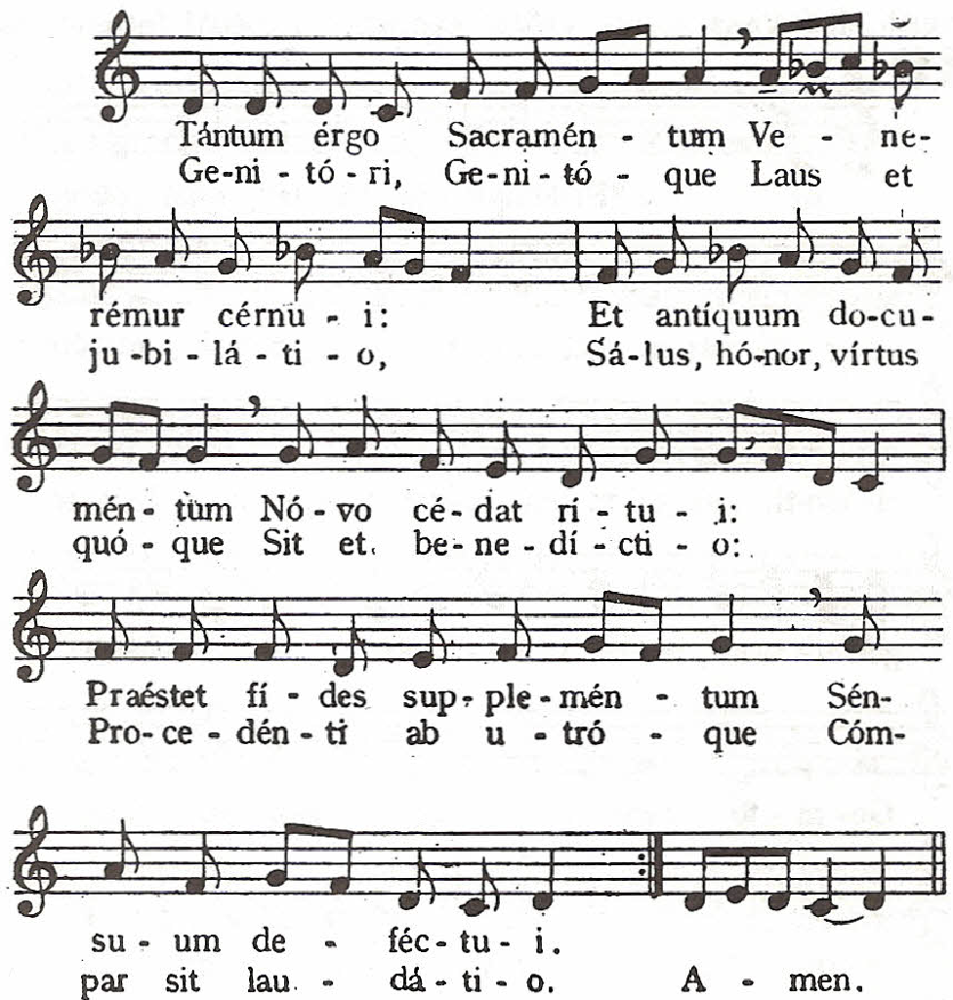 Tántum érgo Sacramén - tum Ve - ne-
Ge-ni - tó - ri, Ge-ni - tó - que Laus et
rémur cérnu - i: Et antíquum do-cu-
ju-bi - lá - ti - o, Sá-lus, hó-nor, vírtus
mén - tum Nó - vo cé - dat rí - tu - i:
quó - que Sit et be - ne - dí - cti - o:
Praéstet fí - des sup - ple - mén - tum Sén-
Pro - ce - dén - ti ab u - tró - que Cóm-
su - um de - féc - tu - i.
par sit lau - dá - ti - o. A - men.